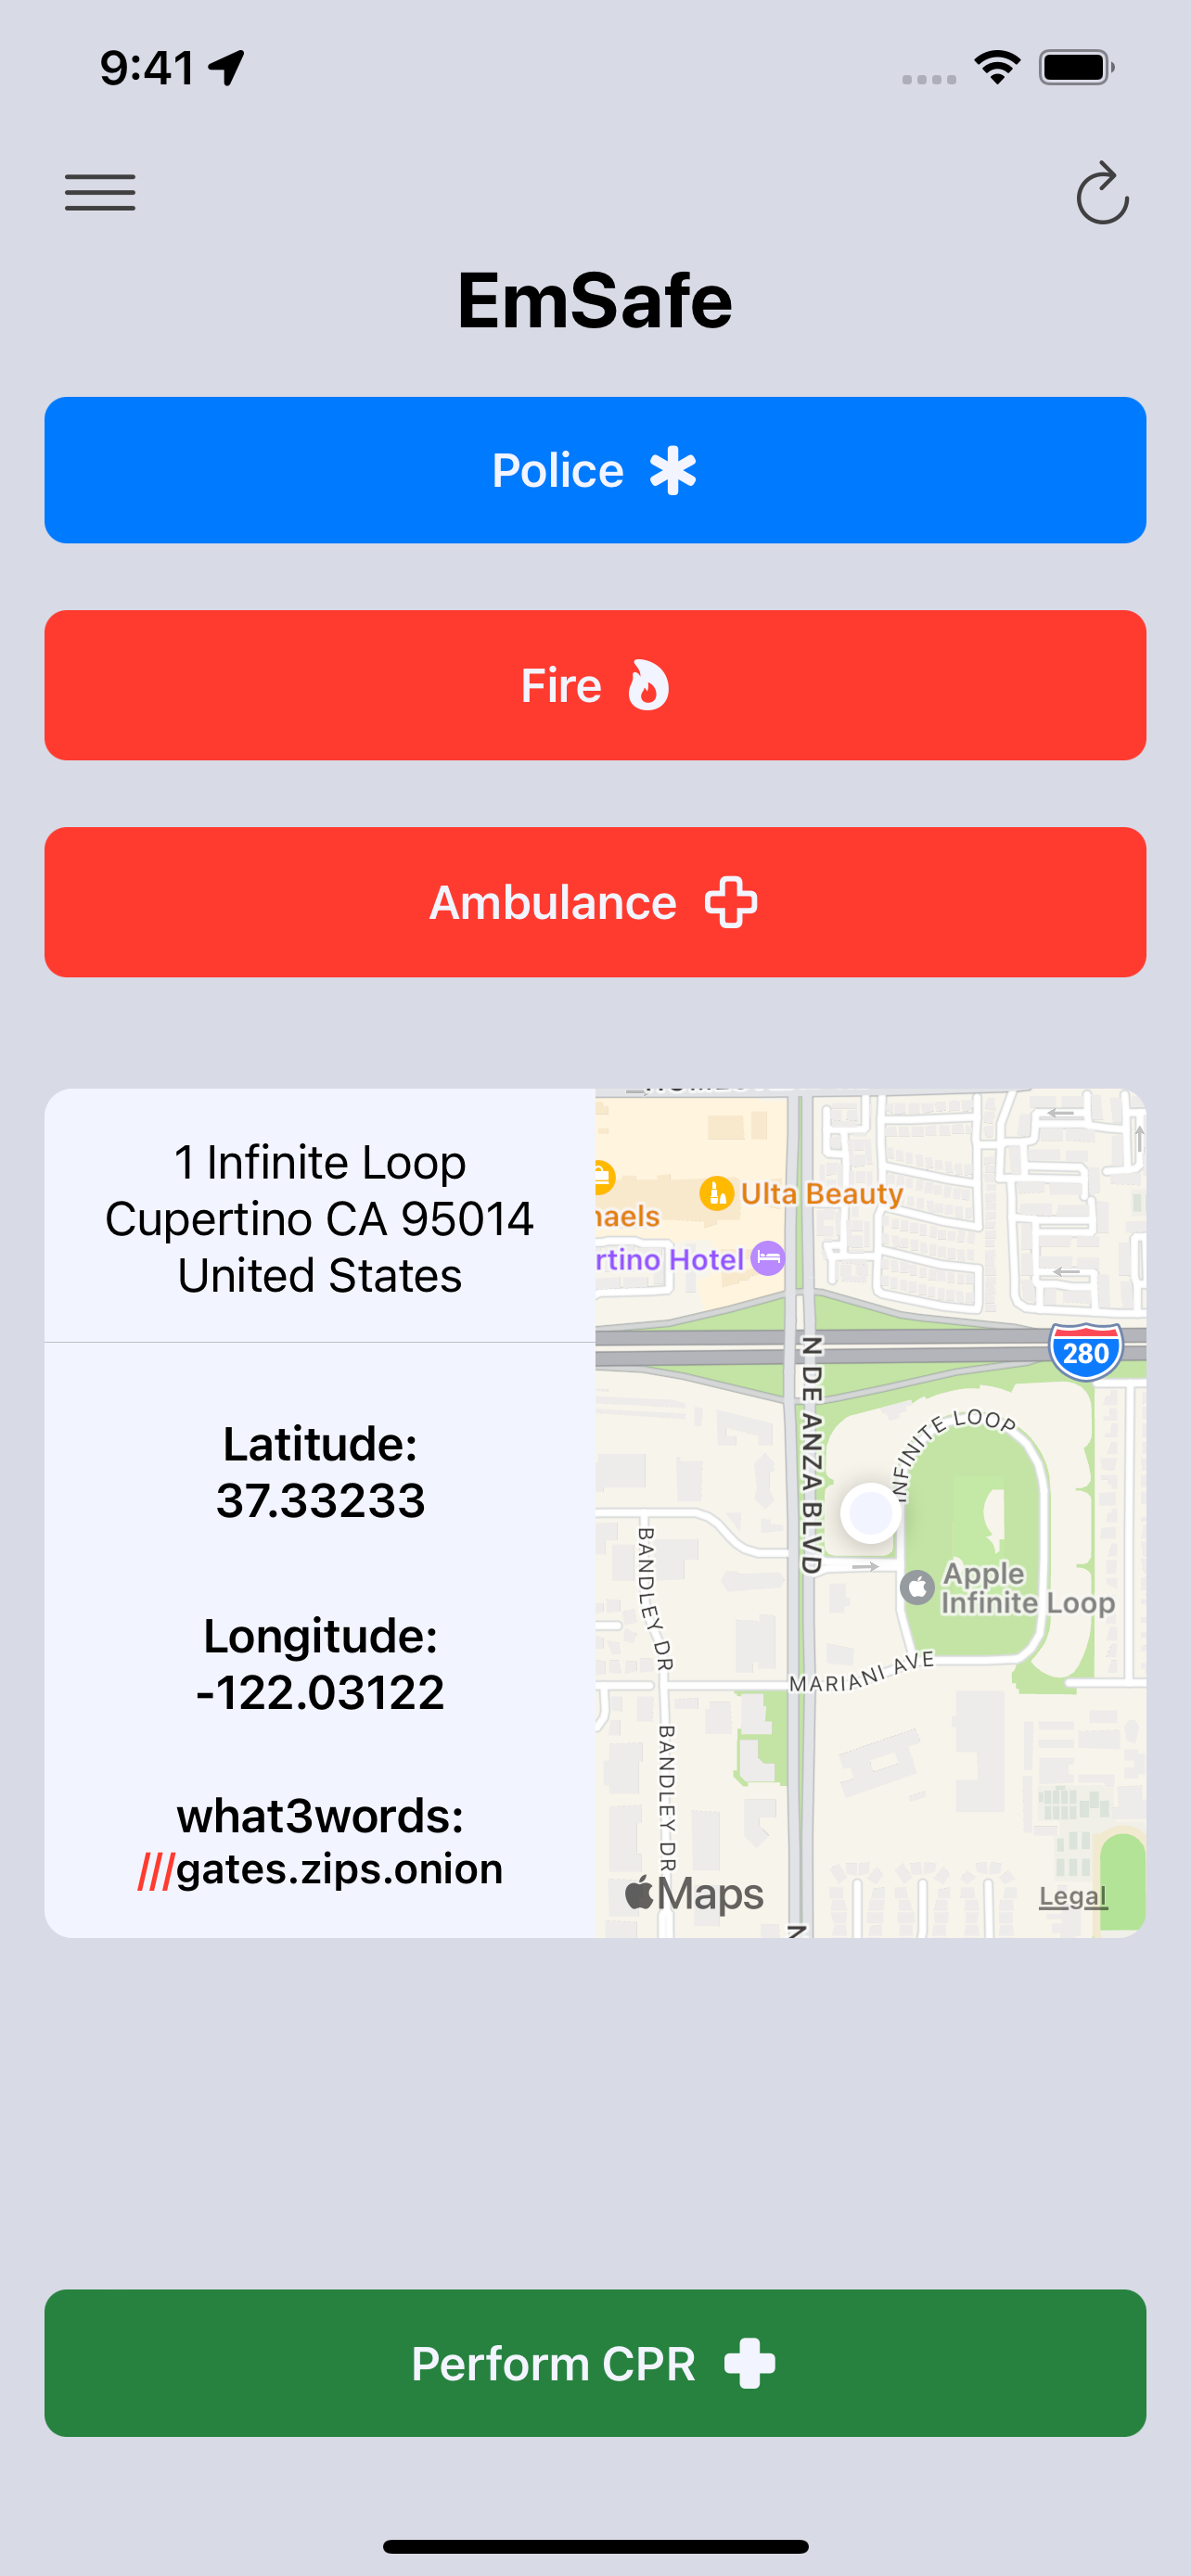 9:41
EmSafe
Police
Fire
Ambulance
1 Infinite Loop
Cupertino CA 95014
United States
Latitude:
37.33233
Longitude:
-122.03122
what3words:
///gates.zips.onion
Ulta Beauty
naels
rtino Hotel
280
N DE ANZA BLVD
INFINITE LOOP
Apple
Infinite Loop
BANDLEY DR
MARIANI AVE
BANDLEY DR
Maps
Legal
N
Perform CPR